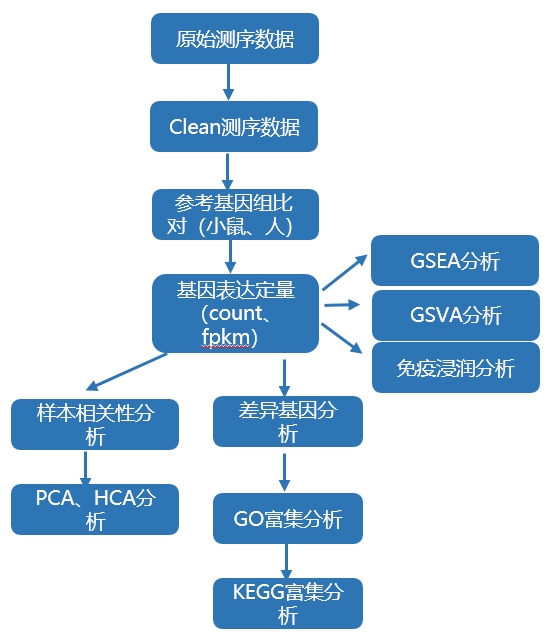 原始测序数据
Clean测序数据
参考基因组比
对（小鼠、人）
基因表达定量
（count、
fpkm）
GSEA分析
GSVA分析
免疫浸润分析
样本相关性分
析
PCA、HCA分
析
差异基因分
析
GO富集分析
KEGG富集分
析